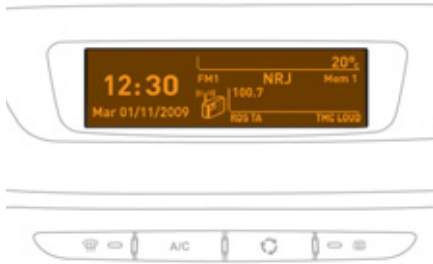 20°c
FM1 NRJ Mem 1
12:30
100.7
Mar 01/11/2009
RDS TA TMC LOUD
A/C